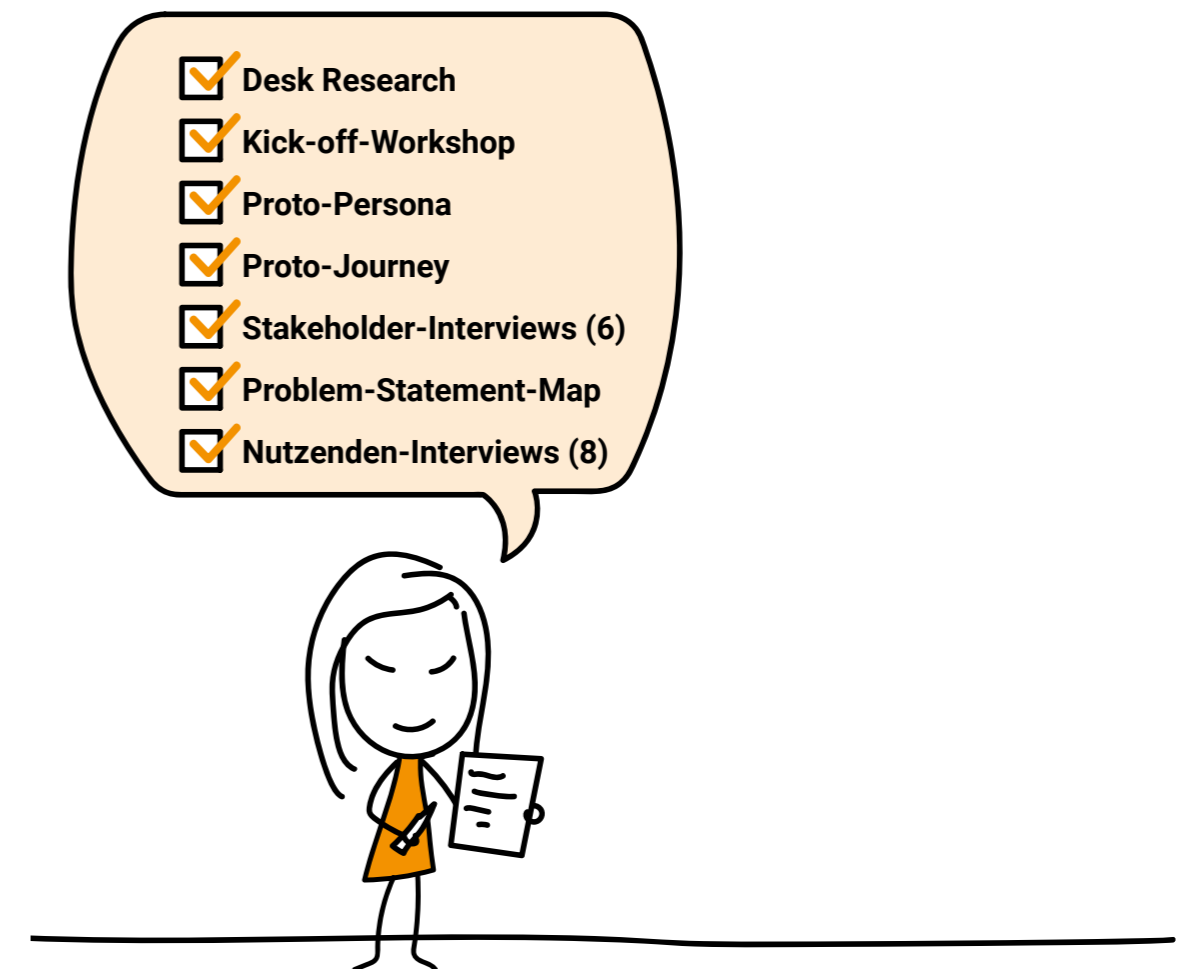 Desk Research
Kick-off-Workshop
Proto-Persona
Proto-Journey
Stakeholder-Interviews (6)
Problem-Statement-Map
Nutzenden-Interviews (8)